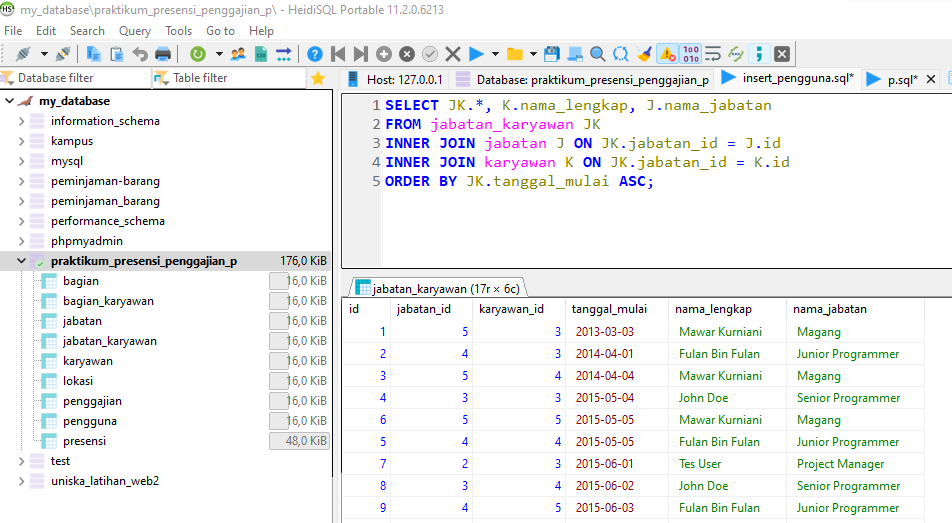 my_database\praktikum_presensi_penggajian_p\ - HeidiSQL Portable 11.2.0.6213
File Edit Search Query Tools Go to Help
Database filter Table filter
Host: 127.0.0.1 Database: praktikum_presensi_penggajian_p insert_pengguna.sql* p.sql*
my_database
information_schema
kampus
mysql
peminjaman-barang
peminjaman_barang
performance_schema
phpmyadmin
praktikum_presensi_penggajian_p 176,0 KiB
bagian 16,0 KiB
bagian_karyawan 16,0 KiB
jabatan 16,0 KiB
jabatan_karyawan 16,0 KiB
karyawan 16,0 KiB
lokasi 16,0 KiB
penggajian 16,0 KiB
pengguna 16,0 KiB
presensi 48,0 KiB
test
uniska_latihan_web2
1 SELECT JK.*, K.nama_lengkap, J.nama_jabatan
2 FROM jabatan_karyawan JK
3 INNER JOIN jabatan J ON JK.jabatan_id = J.id
4 INNER JOIN karyawan K ON JK.jabatan_id = K.id
5 ORDER BY JK.tanggal_mulai ASC;
jabatan_karyawan (17r × 6c)
id jabatan_id karyawan_id tanggal_mulai nama_lengkap nama_jabatan
1 5 3 2013-03-03 Mawar Kurniani Magang
2 4 3 2014-04-01 Fulan Bin Fulan Junior Programmer
3 5 4 2014-04-04 Mawar Kurniani Magang
4 3 3 2015-05-04 John Doe Senior Programmer
6 5 5 2015-05-05 Mawar Kurniani Magang
5 4 4 2015-05-05 Fulan Bin Fulan Junior Programmer
7 2 3 2015-06-01 Tes User Project Manager
8 3 4 2015-06-02 John Doe Senior Programmer
9 4 5 2015-06-03 Fulan Bin Fulan Junior Programmer